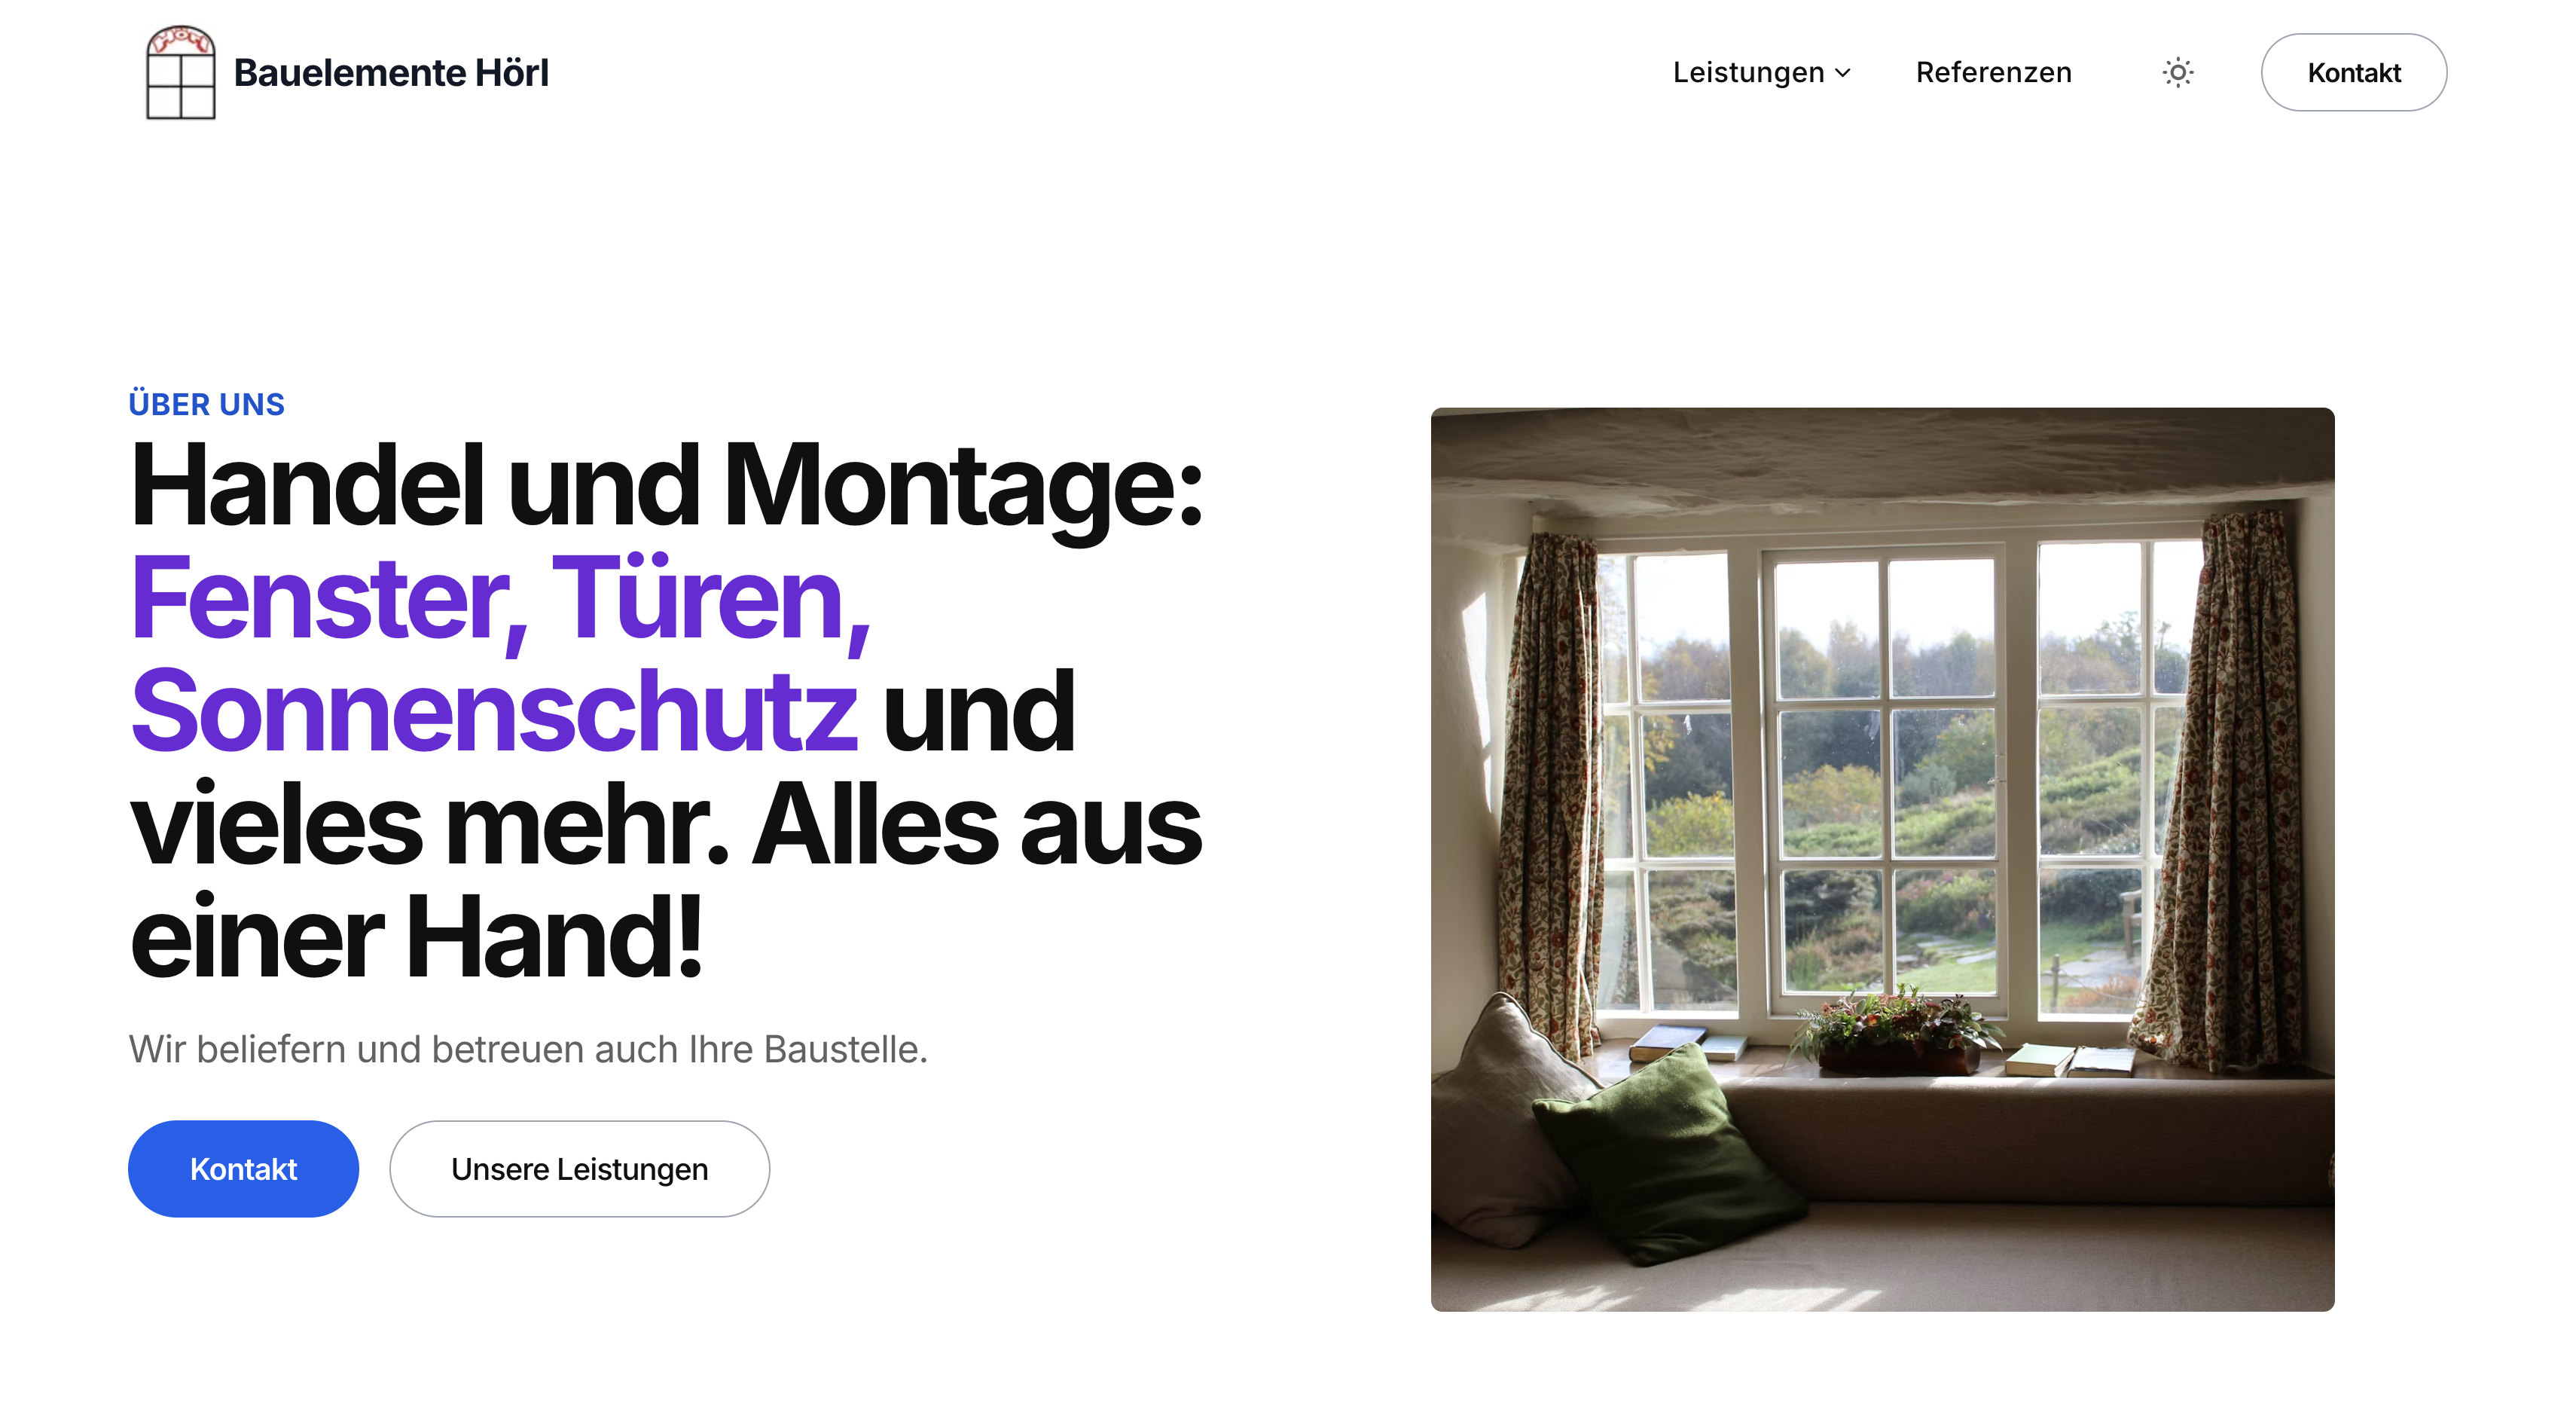 Hörl
Bauelemente Hörl
Leistungen
Referenzen
Kontakt
ÜBER UNS
Handel und Montage:
Fenster, Türen,
Sonnenschutz und
vieles mehr. Alles aus
einer Hand!
Wir beliefern und betreuen auch Ihre Baustelle.
Kontakt
Unsere Leistungen